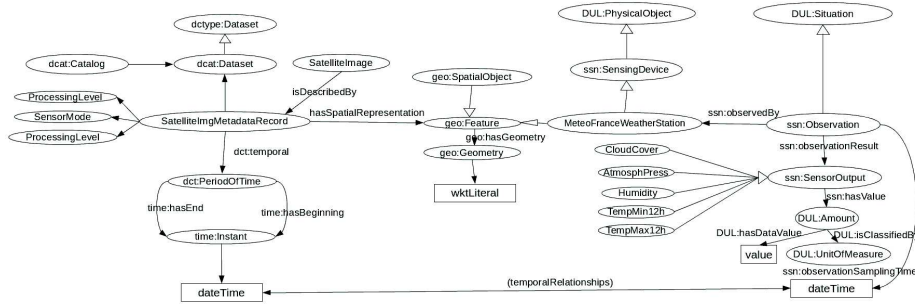 dctype:Dataset
DUL:PhysicalObject
DUL:Situation
dcat:Catalog
dcat:Dataset
SatelliteImage
geo:SpatialObject
ssn:SensingDevice
isDescribedBy
ProcessingLevel
SensorMode
ProcessingLevel
SatelliteImgMetadataRecord
hasSpatialRepresentation
geo:Feature
MeteoFranceWeatherStation
ssn:observedBy
ssn:Observation
geo:hasGeometry
ssn:observationResult
dct:temporal
geo:Geometry
CloudCover
AtmosphPress
Humidity
TempMin12h
TempMax12h
ssn:SensorOutput
dct:PeriodOfTime
wktLiteral
ssn:hasValue
time:hasEnd
time:hasBeginning
DUL:Amount
time:Instant
DUL:hasDataValue
DUL:isClassifiedBy
value
DUL:UnitOfMeasure
ssn:observationSamplingTime
dateTime
(temporalRelationships)
dateTime